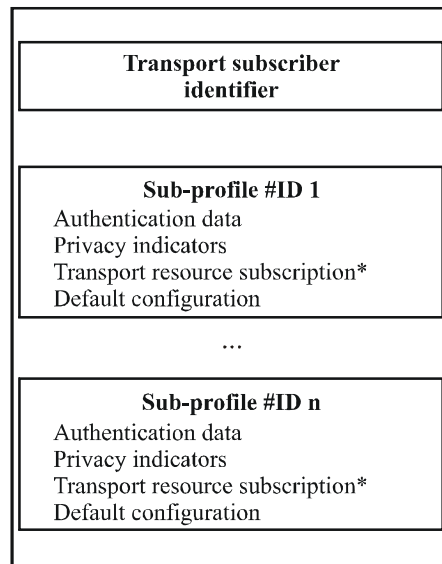 Transport subscriber
identifier
Sub-profile #ID 1
Authentication data
Privacy indicators
Transport resource subscription*
Default configuration
...
Sub-profile #ID n
Authentication data
Privacy indicators
Transport resource subscription*
Default configuration